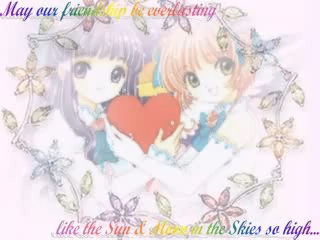 May our friendship be everlasting
like the Sun & Moon in the Skies so high...